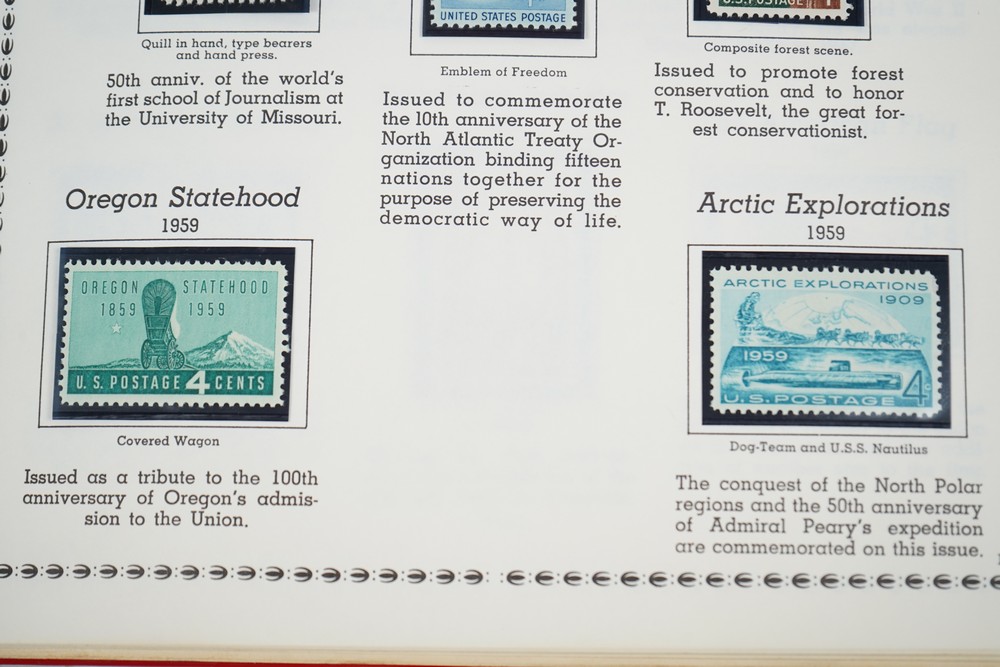 Quill in hand, type bearers
and hand press.
50th anniv. of the world's
first school of Journalism at
the University of Missouri.
UNITED STATES POSTAGE
Emblem of Freedom
Issued to commemorate
the 10th anniversary of the
North Atlantic Treaty Or-
ganization binding fifteen
nations together for the
purpose of preserving the
democratic way of life.
U.S. POSTAGE
Composite forest scene.
Issued to promote forest
conservation and to honor
T. Roosevelt, the great for-
est conservationist.
Oregon Statehood
1959
OREGON STATEHOOD
1859 1959
U.S. POSTAGE 4 CENTS
Covered Wagon
Issued as a tribute to the 100th
anniversary of Oregon's admis-
sion to the Union.
Arctic Explorations
1959
ARCTIC EXPLORATIONS
1909
1959
4c
U.S. POSTAGE
Dog-Team and U.S.S. Nautilus
The conquest of the North Polar
regions and the 50th anniversary
of Admiral Peary's expedition
are commemorated on this issue.